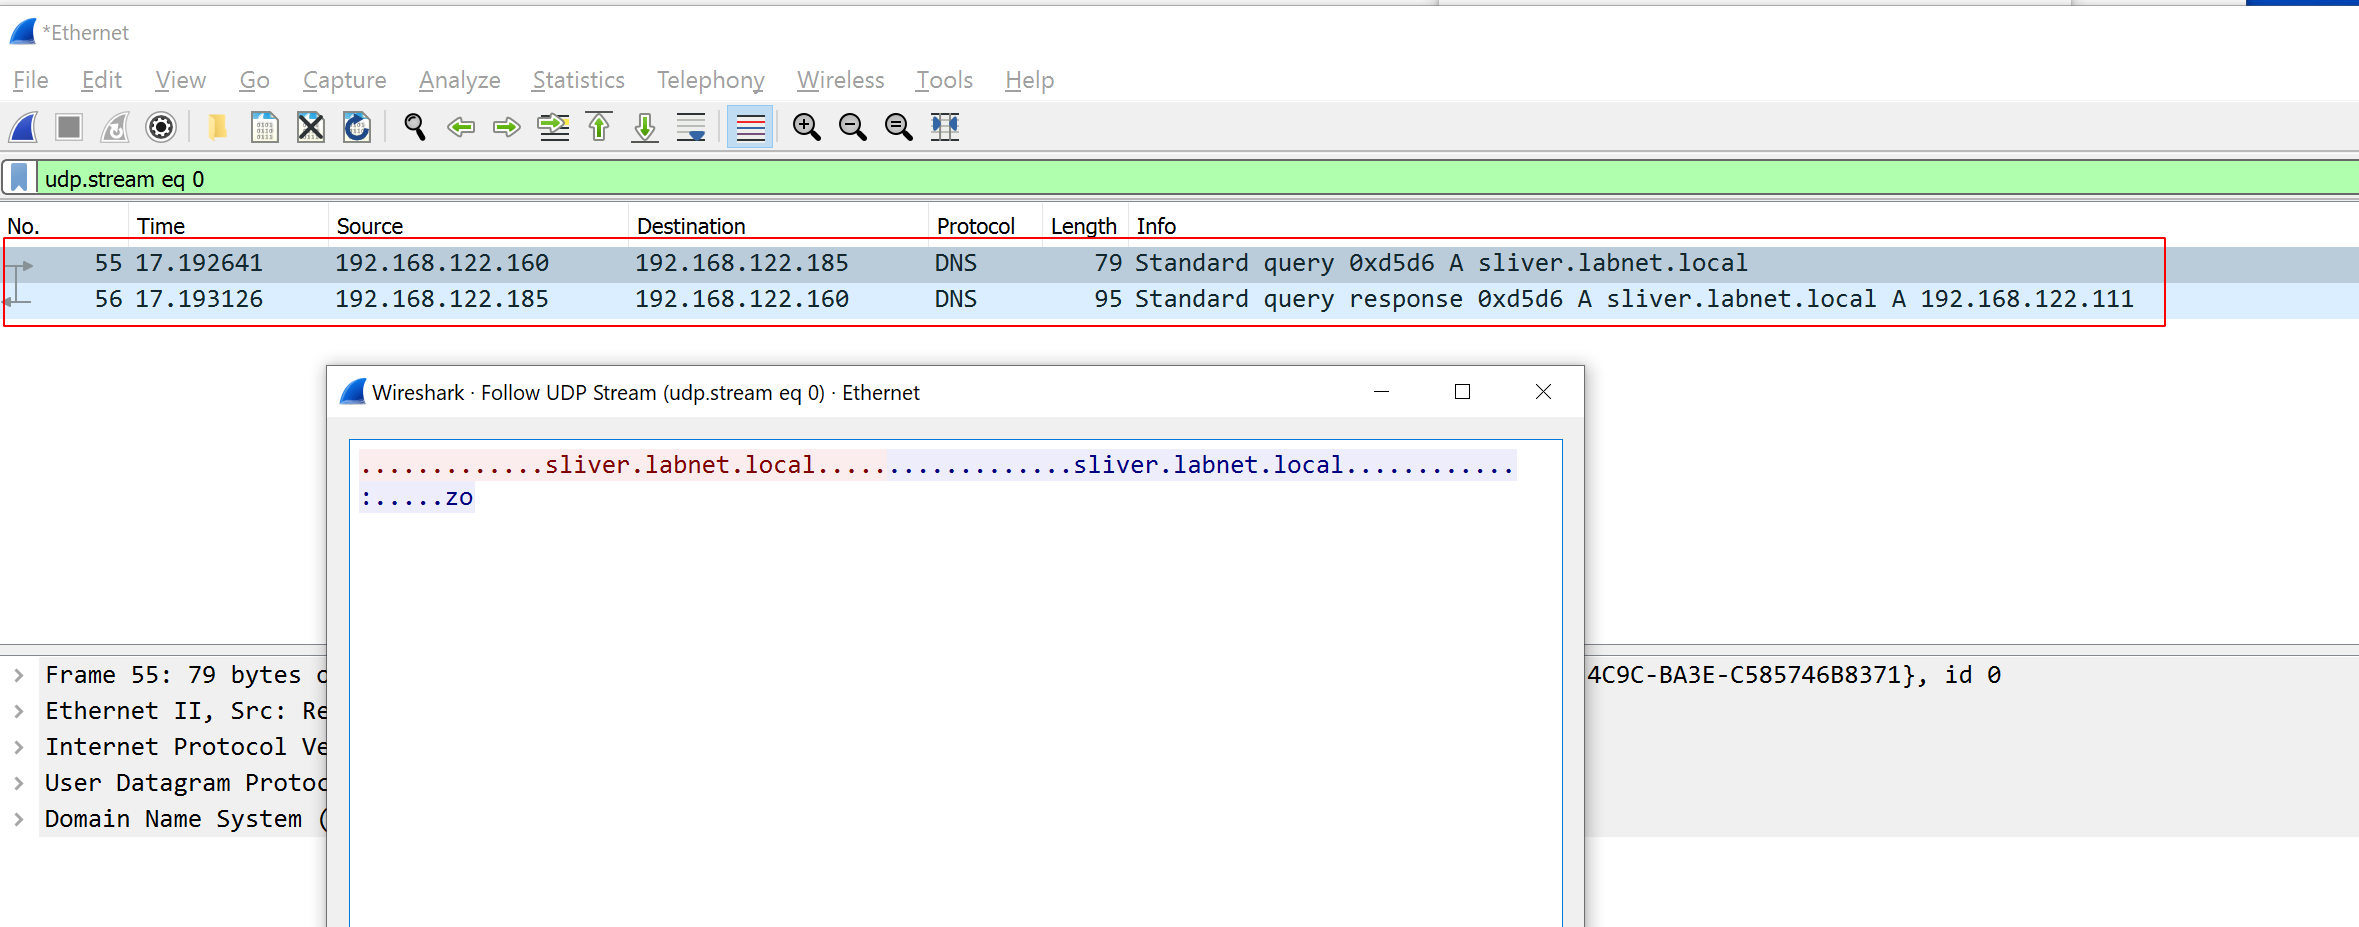 *Ethernet
File Edit View Go Capture Analyze Statistics Telephony Wireless Tools Help
udp.stream eq 0
No. Time Source Destination Protocol Length Info
55 17.192641 192.168.122.160 192.168.122.185 DNS 79 Standard query 0xd5d6 A sliver.labnet.local
56 17.193126 192.168.122.185 192.168.122.160 DNS 95 Standard query response 0xd5d6 A sliver.labnet.local A 192.168.122.111
Wireshark · Follow UDP Stream (udp.stream eq 0) · Ethernet
.............sliver.labnet.local..................sliver.labnet.local............
:.....zo
Frame 55: 79 bytes 4C9C-BA3E-C585746B8371}, id 0
Ethernet II, Src: Re
Internet Protocol Ve
User Datagram Protoc
Domain Name System (